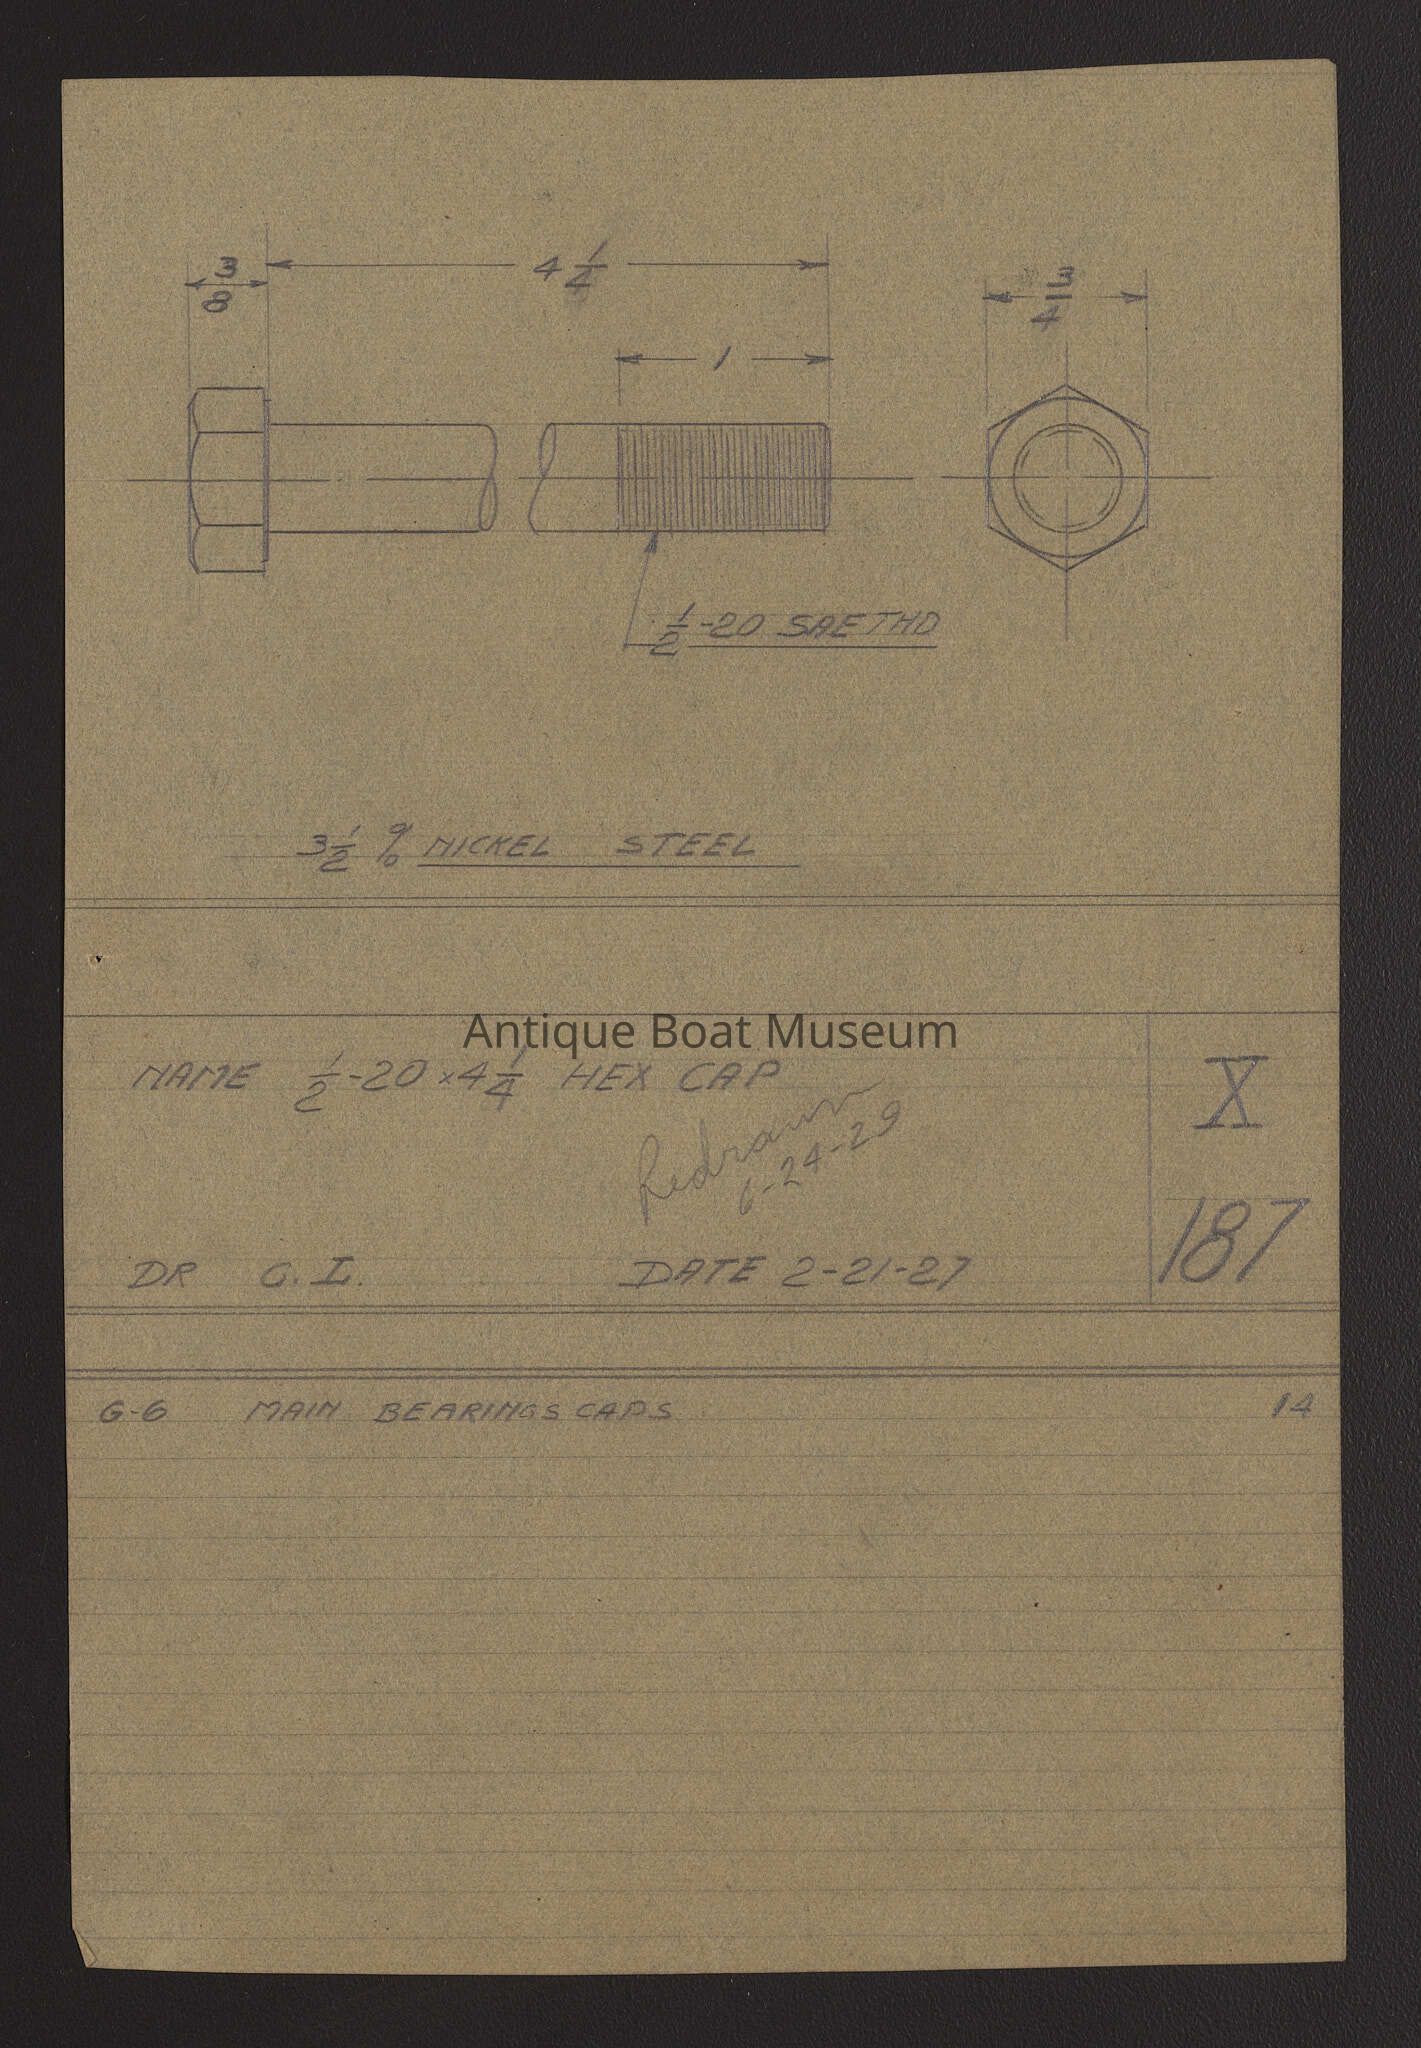 3/8
4 1/4
3/4
1
1/2-20 SAE THD
3 1/2 % NICKEL STEEL
Antique Boat Museum
NAME 1/2-20 x 4 1/4 HEX CAP
X
Redrawn
6-24-29
187
DR C.I. DATE 2-21-27
G-6 MAIN BEARINGS CAPS 14